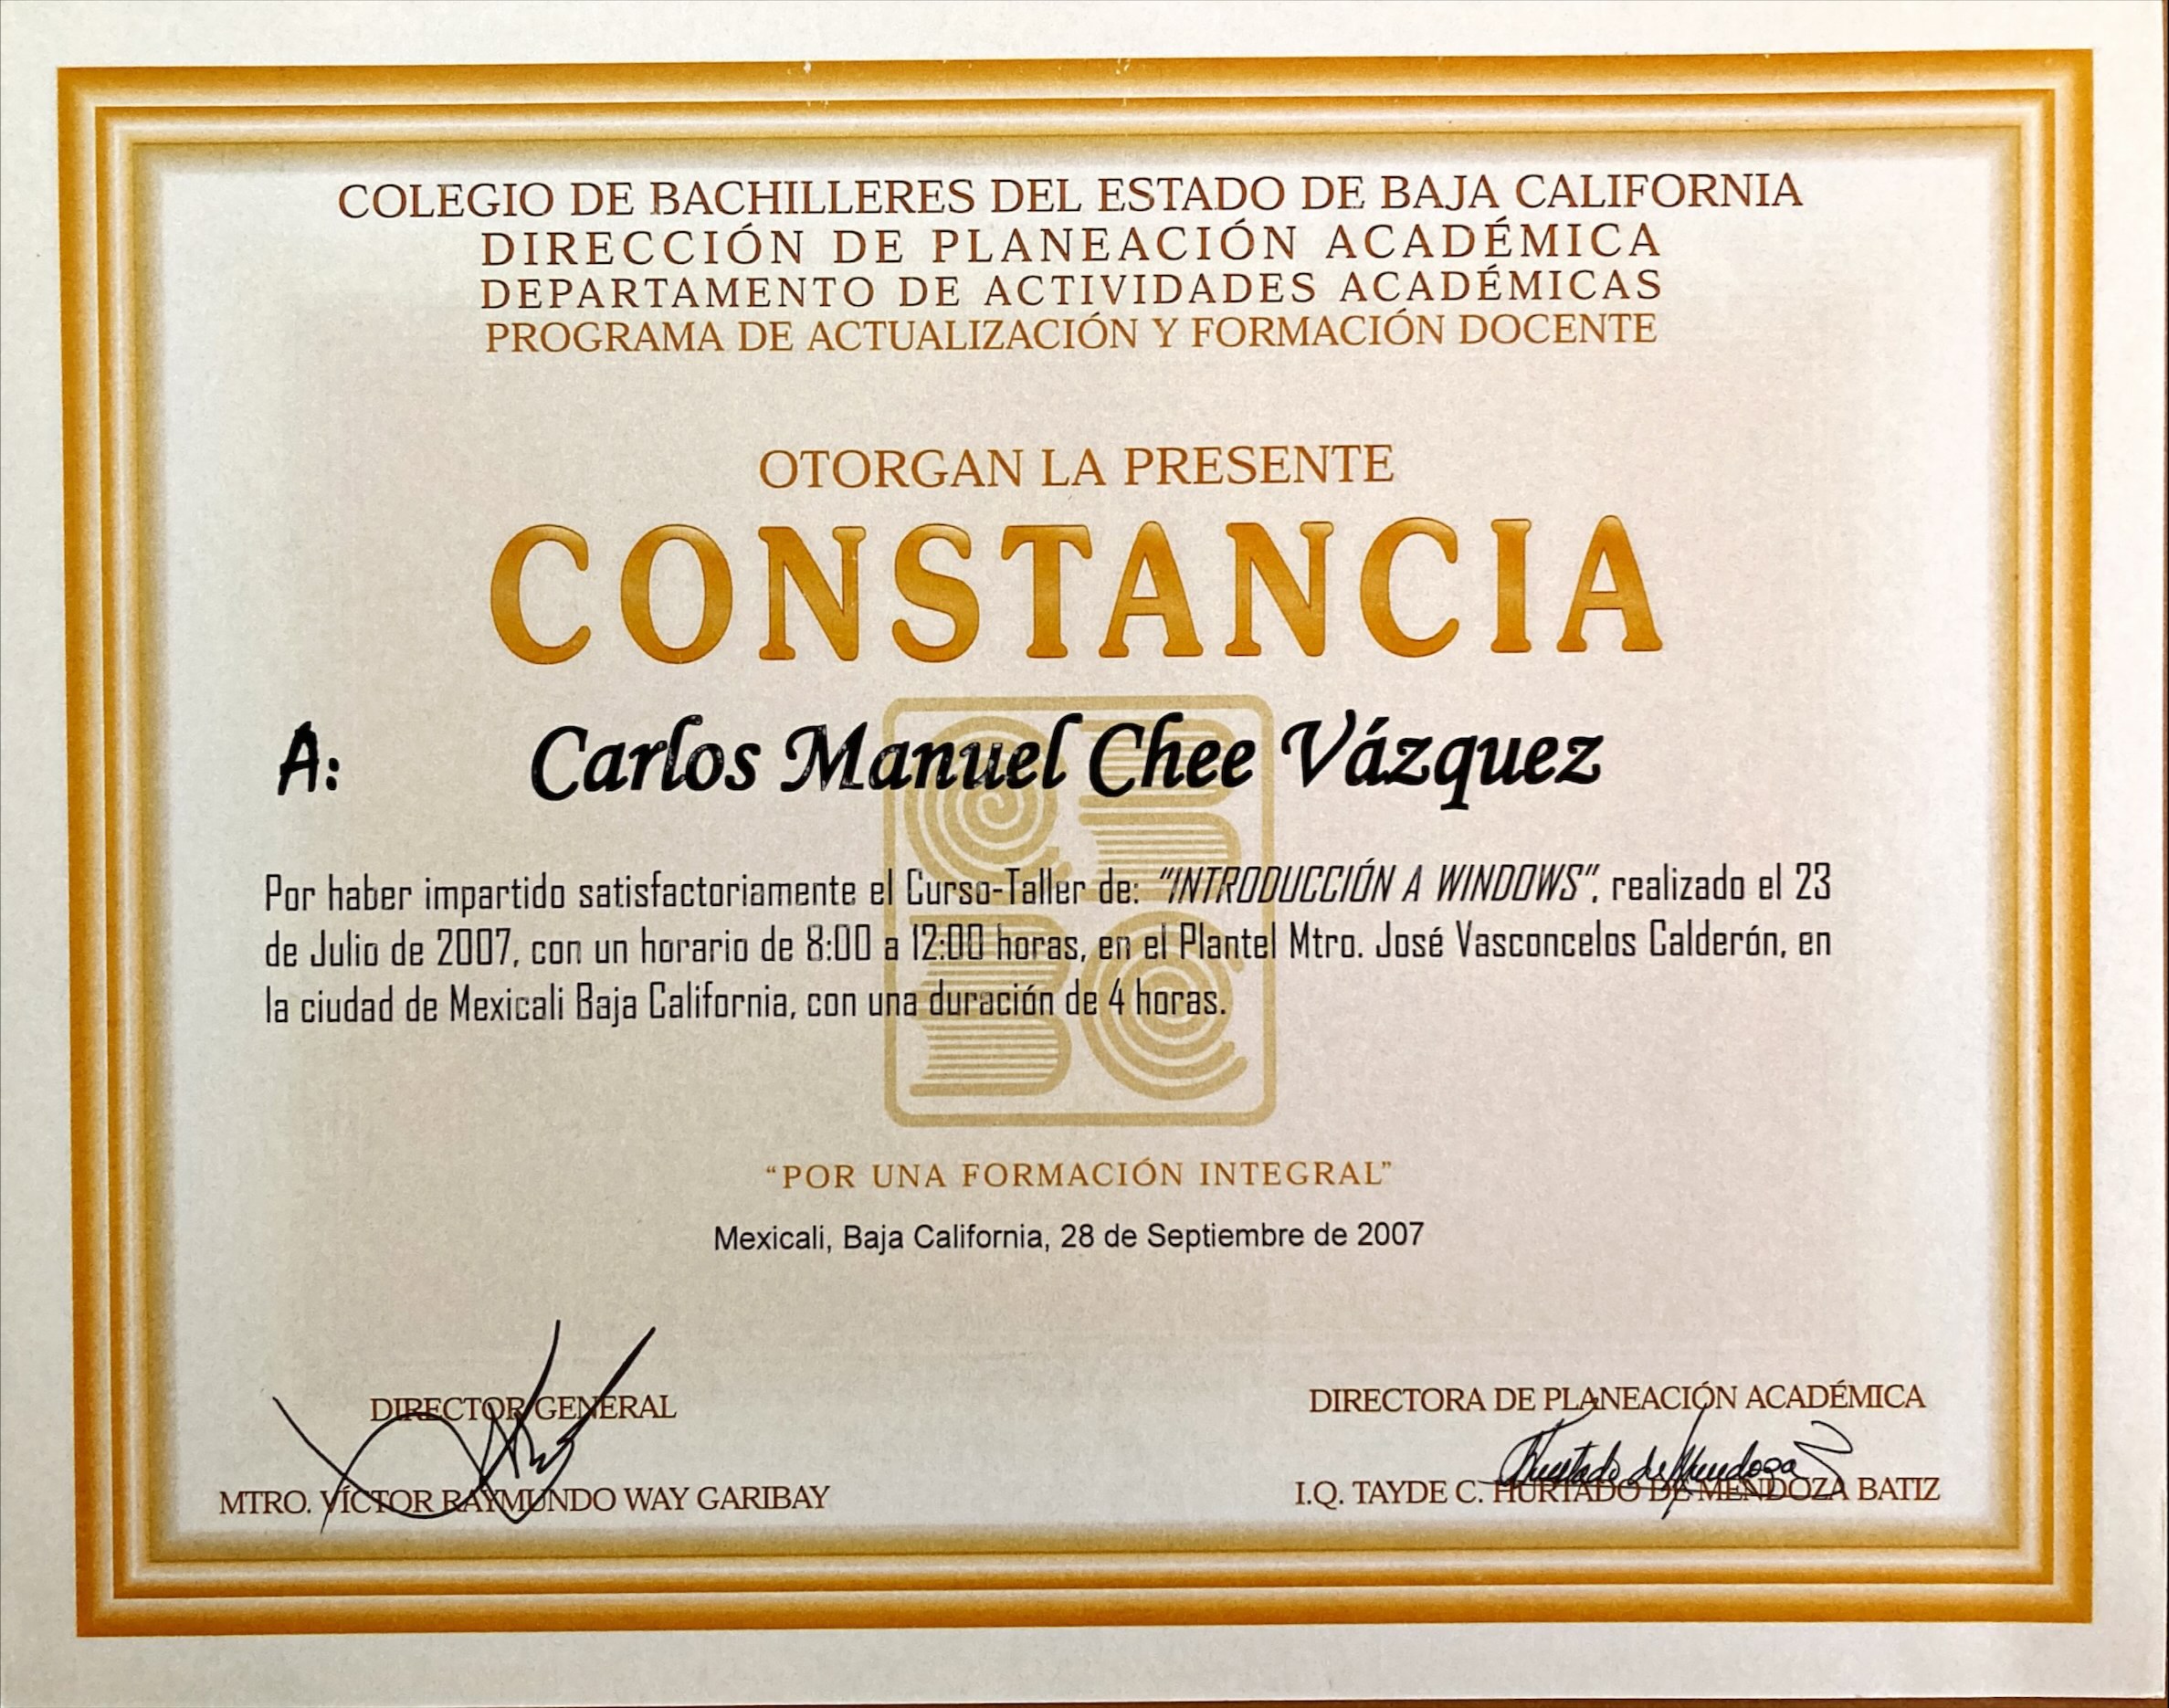 COLEGIO DE BACHILLERES DEL ESTADO DE BAJA CALIFORNIA
DIRECCIÓN DE PLANEACIÓN ACADÉMICA
DEPARTAMENTO DE ACTIVIDADES ACADÉMICAS
PROGRAMA DE ACTUALIZACIÓN Y FORMACIÓN DOCENTE
OTORGAN LA PRESENTE
CONSTANCIA
A: Carlos Manuel Chee Vázquez
Por haber impartido satisfactoriamente el Curso-Taller de: "INTRODUCCIÓN A WINDOWS", realizado el 23
de Julio de 2007, con un horario de 8:00 a 12:00 horas, en el Plantel Mtro. José Vasconcelos Calderón, en
la ciudad de Mexicali Baja California, con una duración de 4 horas.
"POR UNA FORMACIÓN INTEGRAL"
Mexicali, Baja California, 28 de Septiembre de 2007
DIRECTOR GENERAL
MTRO. VÍCTOR RAYMUNDO WAY GARIBAY
DIRECTORA DE PLANEACIÓN ACADÉMICA
Hurtado de Mendoza
I.Q. TAYDE C. HURTADO DE MENDOZA BATIZ